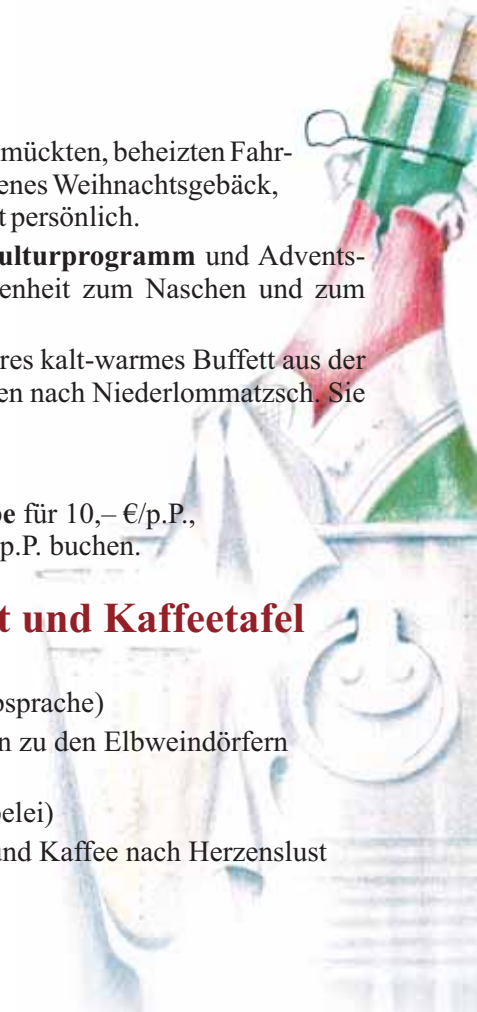 mückten, beheizten Fahr-
enes Weihnachtsgebäck,
t persönlich.
ulturprogramm und Advents-
enheit zum Naschen und zum
res kalt-warmes Buffett aus der
en nach Niederlommatzsch. Sie
e für 10,– €/p.P.,
p.P. buchen.
t und Kaffeetafel
osprache)
n zu den Elbweindörfern
elei)
und Kaffee nach Herzenslust